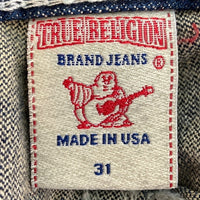 TRUE RELIGION
BRAND JEANS
®
MADE IN USA
31